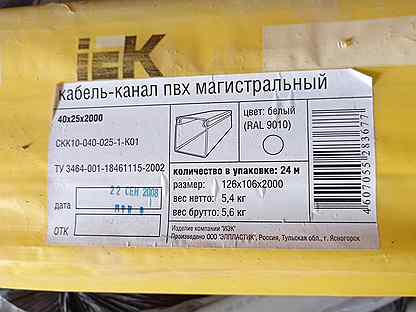 iEK
кабель-канал пвх магистральный
40x25x2000
СКК10-040-025-1-К01
ТУ 3464-001-18461115-2002
дата
22 СЕН 2008
ОТК
цвет: белый
(RAL 9010)
количество в упаковке: 24 м
размер: 126x106x2000
вес нетто: 5,4 кг
вес брутто: 5,6 кг
Изделие компании "ИЭК"
Произведено ООО "ЭЛПЛАСТИК", Россия, Тульская обл., г. Ясногорск
4607055283677